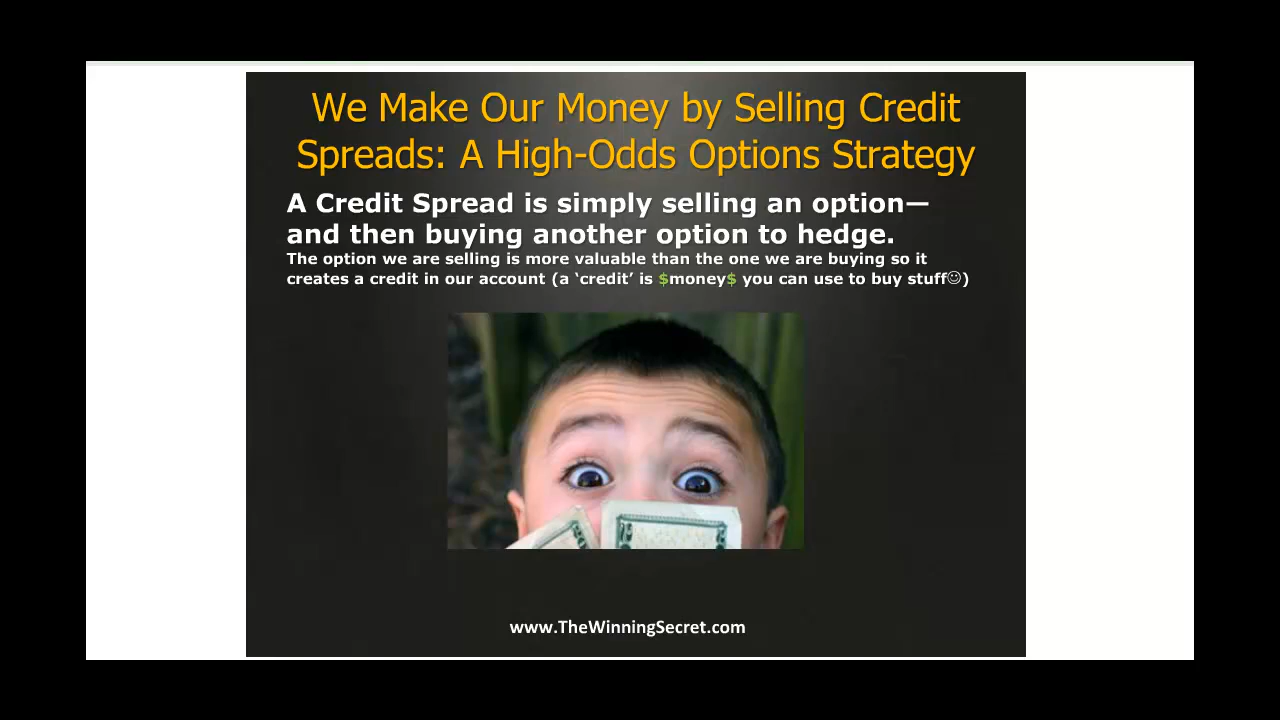 We Make Our Money by Selling Credit
Spreads: A High-Odds Options Strategy
A Credit Spread is simply selling an option—
and then buying another option to hedge.
The option we are selling is more valuable than the one we are buying so it
creates a credit in our account (a ‘credit’ is $money$ you can use to buy stuff☺)
www.TheWinningSecret.com